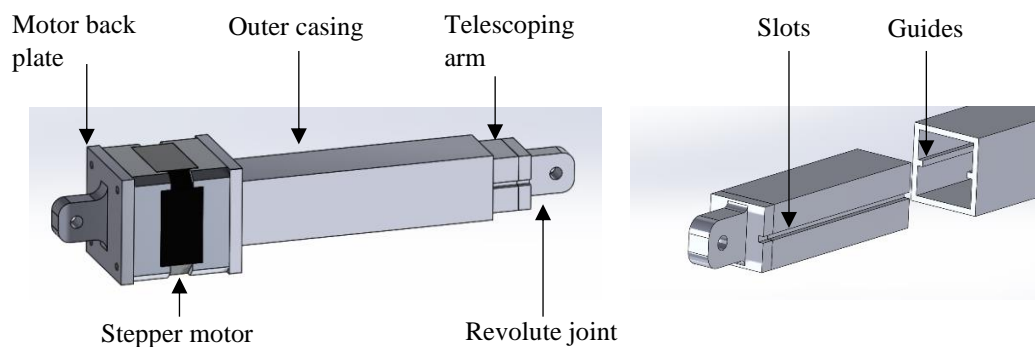 Motor back
plate
Outer casing
Telescoping
arm
Slots
Guides
Stepper motor
Revolute joint